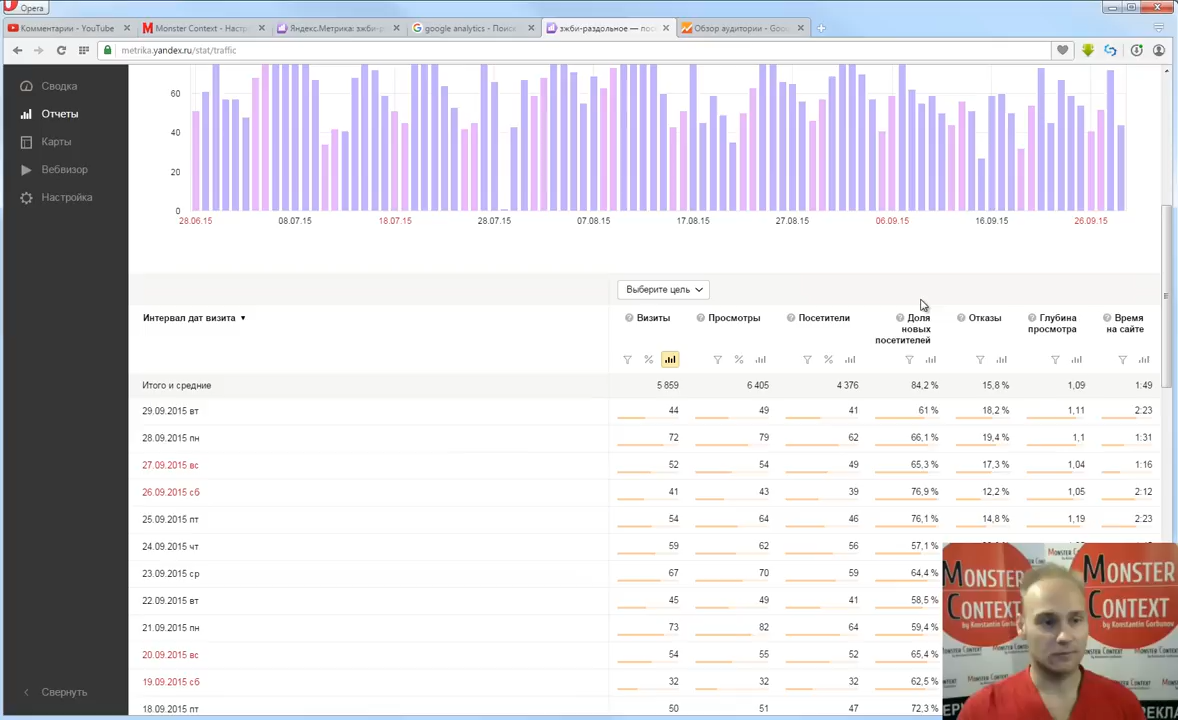 Opera
Комментарии - YouTube
Monster Context - Настр
Яндекс.Метрика: зжби-р
google analytics - Поиск
зжби-раздольное — пос
Обзор аудитории - Goo
metrika.yandex.ru/stat/traffic
Сводка
Отчеты
Карты
Вебвизор
Настройка
Свернуть
60
40
20
0
28.06.15 08.07.15 18.07.15 28.07.15 07.08.15 17.08.15 27.08.15 06.09.15 16.09.15 26.09.15
Выберите цель
Интервал дат визита ▼ Визиты Просмотры Посетители Доля новых посетителей Отказы Глубина просмотра Время на сайте
% % %
Итого и средние 5 859 6 405 4 376 84,2 % 15,8 % 1,09 1:49
29.09.2015 вт 44 49 41 61 % 18,2 % 1,11 2:23
28.09.2015 пн 72 79 62 66,1 % 19,4 % 1,1 1:31
27.09.2015 вс 52 54 49 65,3 % 17,3 % 1,04 1:16
26.09.2015 сб 41 43 39 76,9 % 12,2 % 1,05 2:12
25.09.2015 пт 54 64 46 76,1 % 14,8 % 1,19 2:23
24.09.2015 чт 59 62 56 57,1 %
23.09.2015 ср 67 70 59 64,4 %
22.09.2015 вт 45 49 41 58,5 %
21.09.2015 пн 73 82 64 59,4 %
20.09.2015 вс 54 55 52 65,4 %
19.09.2015 сб 32 32 32 62,5 %
18.09.2015 пт 50 51 47 72,3 %
Monster Context
by Konstantin Gorbunov
Monster Context
by Konstantin Gorbunov